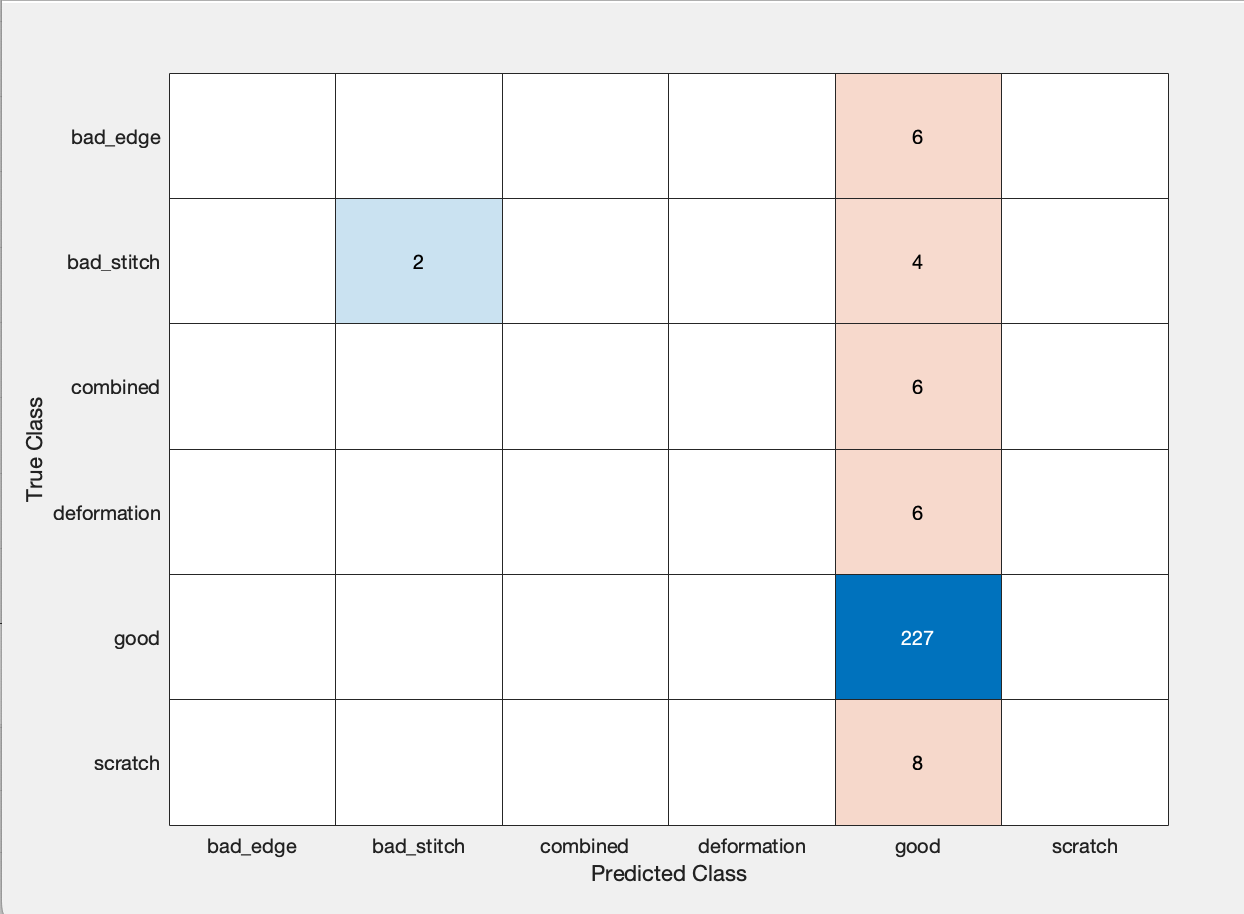 bad_edge 6
bad_stitch 2 4
combined 6
deformation 6
good 227
scratch 8
True Class
bad_edge bad_stitch combined deformation good scratch
Predicted Class